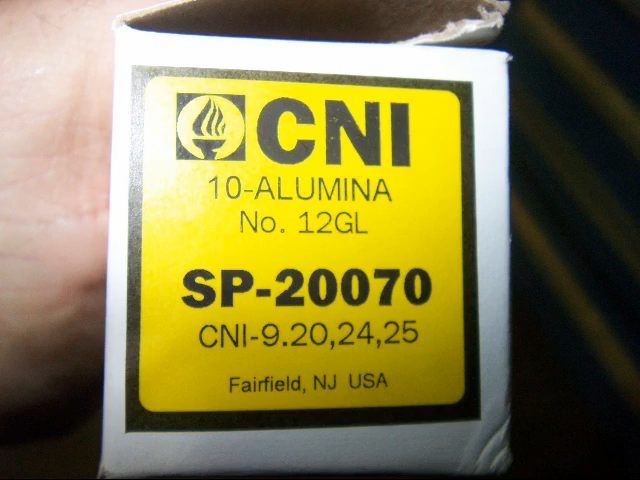 CNI
10-ALUMINA
No. 12GL
SP-20070
CNI-9.20,24,25
Fairfield, NJ USA